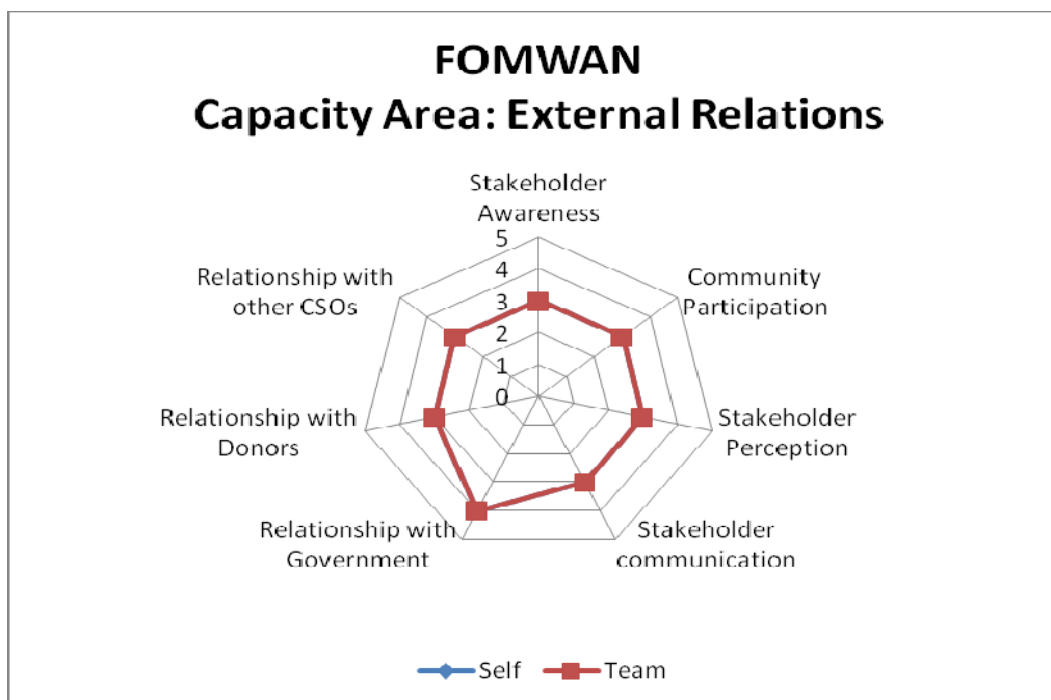 FOMWAN
Capacity Area: External Relations
Stakeholder
Awareness
5
4
3
2
1
0
Community
Participation
Stakeholder
Perception
Stakeholder
communication
Relationship with
Government
Relationship with
Donors
Relationship with
other CSOs
Self
Team